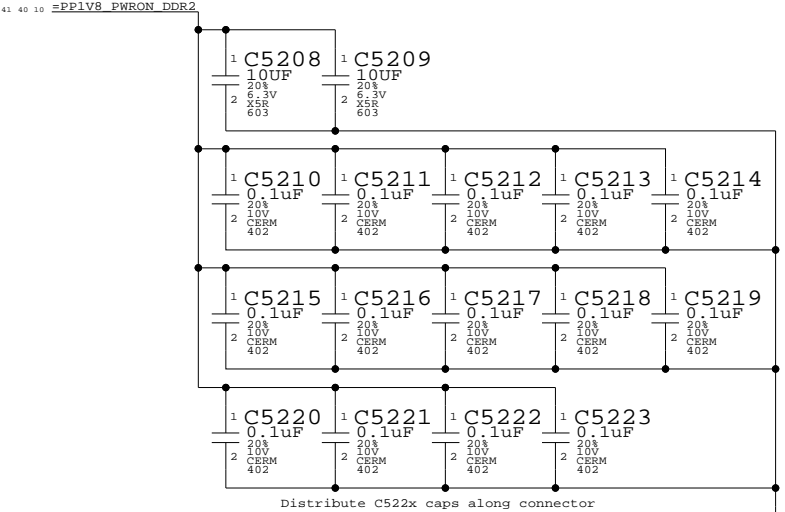 41 40 10 =PP1V8_PWRON_DDR2
1 C5208 1 C5209
10UF 10UF
20% 20%
6.3V 6.3V
2 X5R 2 X5R
603 603
1 C5210 1 C5211 1 C5212 1 C5213 1 C5214
0.1uF 0.1uF 0.1uF 0.1uF 0.1uF
20% 20% 20% 20% 20%
2 10V 2 10V 2 10V 2 10V 2 10V
CERM CERM CERM CERM CERM
402 402 402 402 402
1 C5215 1 C5216 1 C5217 1 C5218 1 C5219
0.1uF 0.1uF 0.1uF 0.1uF 0.1uF
20% 20% 20% 20% 20%
2 10V 2 10V 2 10V 2 10V 2 10V
CERM CERM CERM CERM CERM
402 402 402 402 402
1 C5220 1 C5221 1 C5222 1 C5223
0.1uF 0.1uF 0.1uF 0.1uF
20% 20% 20% 20%
2 10V 2 10V 2 10V 2 10V
CERM CERM CERM CERM
402 402 402 402
Distribute C522x caps along connector